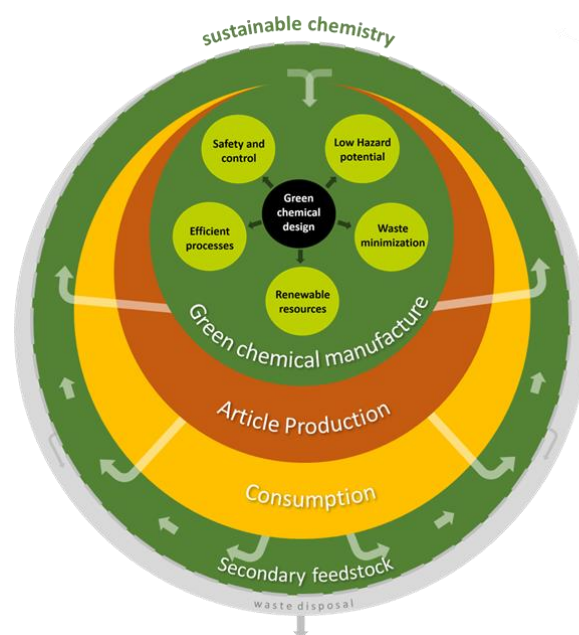 sustainable chemistry
Safety and
control
Low Hazard
potential
Green
chemical
design
Efficient
processes
Waste
minimization
Renewable
resources
Green chemical manufacture
Article Production
Consumption
Secondary feedstock
waste disposal